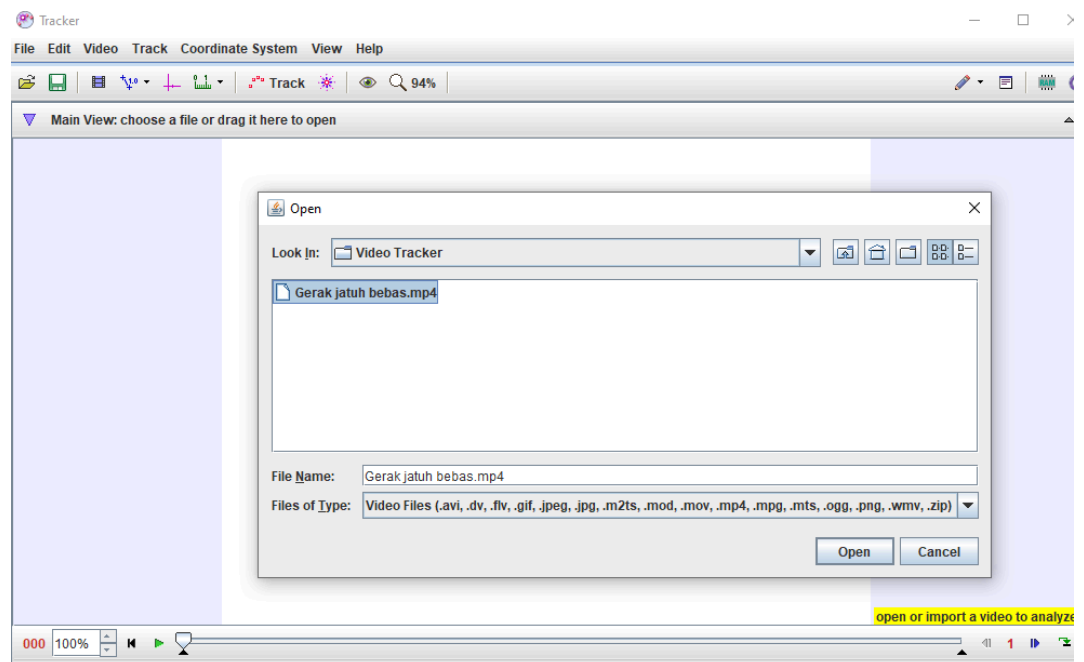 Tracker
File Edit Video Track Coordinate System View Help
Track 94%
Main View: choose a file or drag it here to open
Open
Look In: Video Tracker
Gerak jatuh bebas.mp4
File Name: Gerak jatuh bebas.mp4
Files of Type: Video Files (.avi, .dv, .flv, .gif, .jpeg, .jpg, .m2ts, .mod, .mov, .mp4, .mpg, .mts, .ogg, .png, .wmv, .zip)
Open Cancel
open or import a video to analyze
000 100% 1